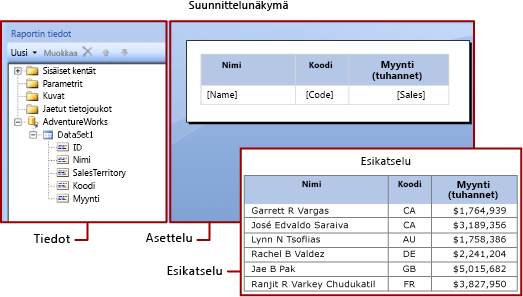 Suunnittelunäkymä
Raportin tiedot
Uusi Muokkaa
Sisäiset kentät
Parametrit
Kuvat
Jaetut tietojoukot
AdventureWorks
DataSet1
ID
Nimi
SalesTerritory
Koodi
Myynti
Nimi Koodi Myynti
(tuhannet)
[Name] [Code] [Sales]
Tiedot
Asettelu
Esikatselu
Esikatselu
Nimi Koodi Myynti
(tuhannet)
Garrett R Vargas CA $1,764,939
José Edvaldo Saraiva CA $3,189,356
Lynn N Tsoflias AU $1,758,386
Rachel B Valdez DE $2,241,204
Jae B Pak GB $5,015,682
Ranjit R Varkey Chudukatil FR $3,827,950